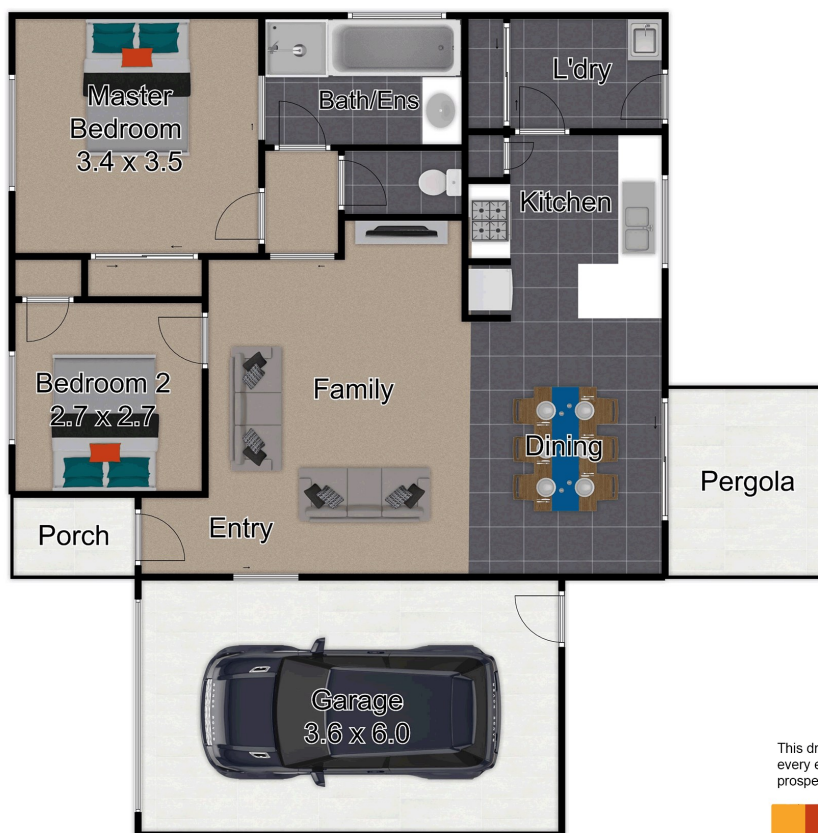 Master
Bedroom
3.4 x 3.5
Bath/Ens
L'dry
Kitchen
Bedroom 2
2.7 x 2.7
Family
Dining
Pergola
Porch
Entry
Garage
3.6 x 6.0
This
every
prospe